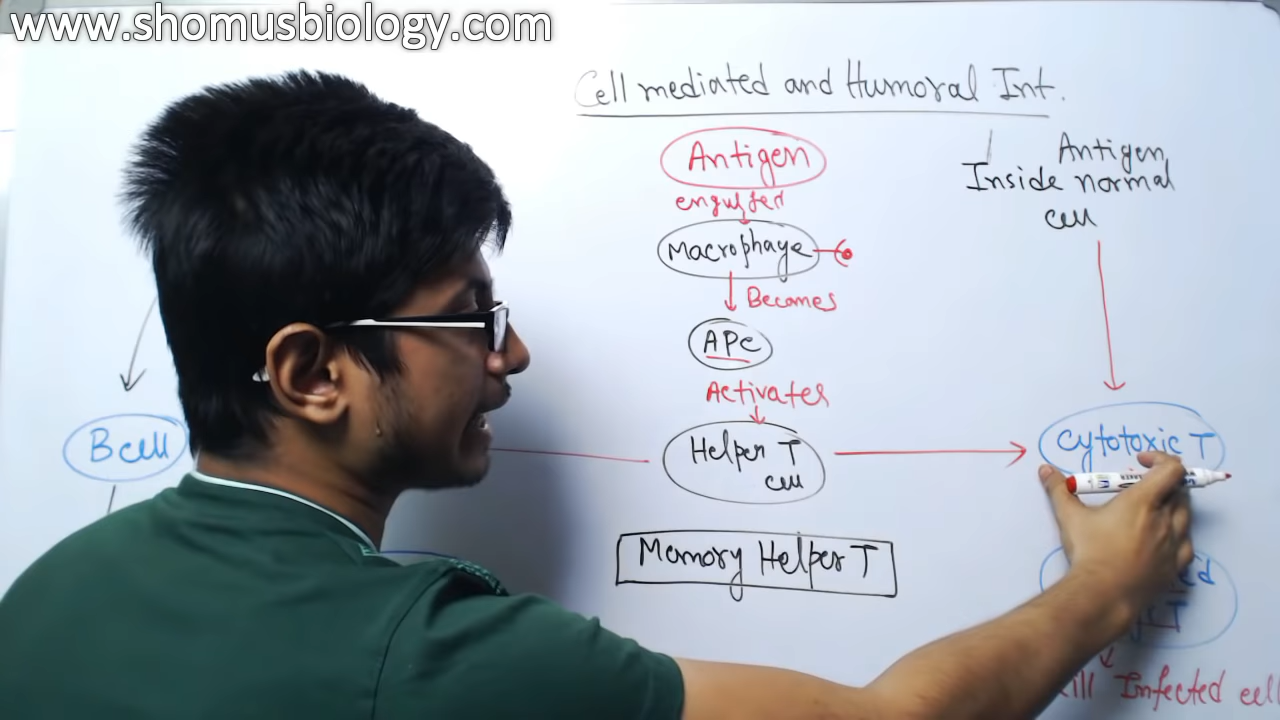 www.shomusbiology.com
Cell mediated and Humoral Int.
Antigen
engulfed
Macrophage
Becomes
APC
Activates
Helper T
cell
Memory Helper T
Antigen
Inside normal
cell
Cytotoxic T
B cell
Infected cell